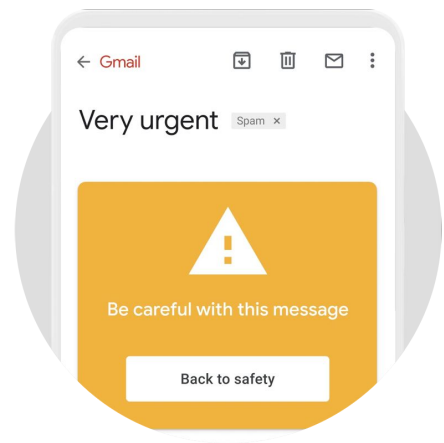 Gmail
Very urgent Spam ×
Be careful with this message
Back to safety